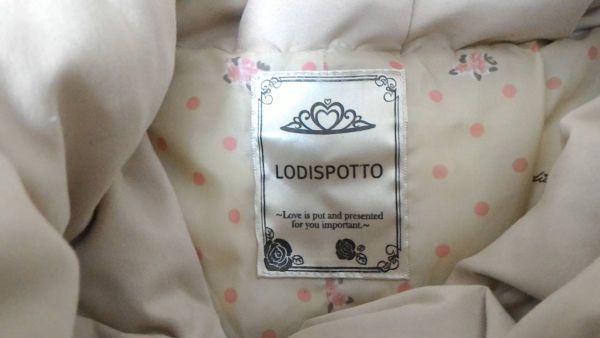 LODISPOTTO
~Love is put and presented
for you important.~